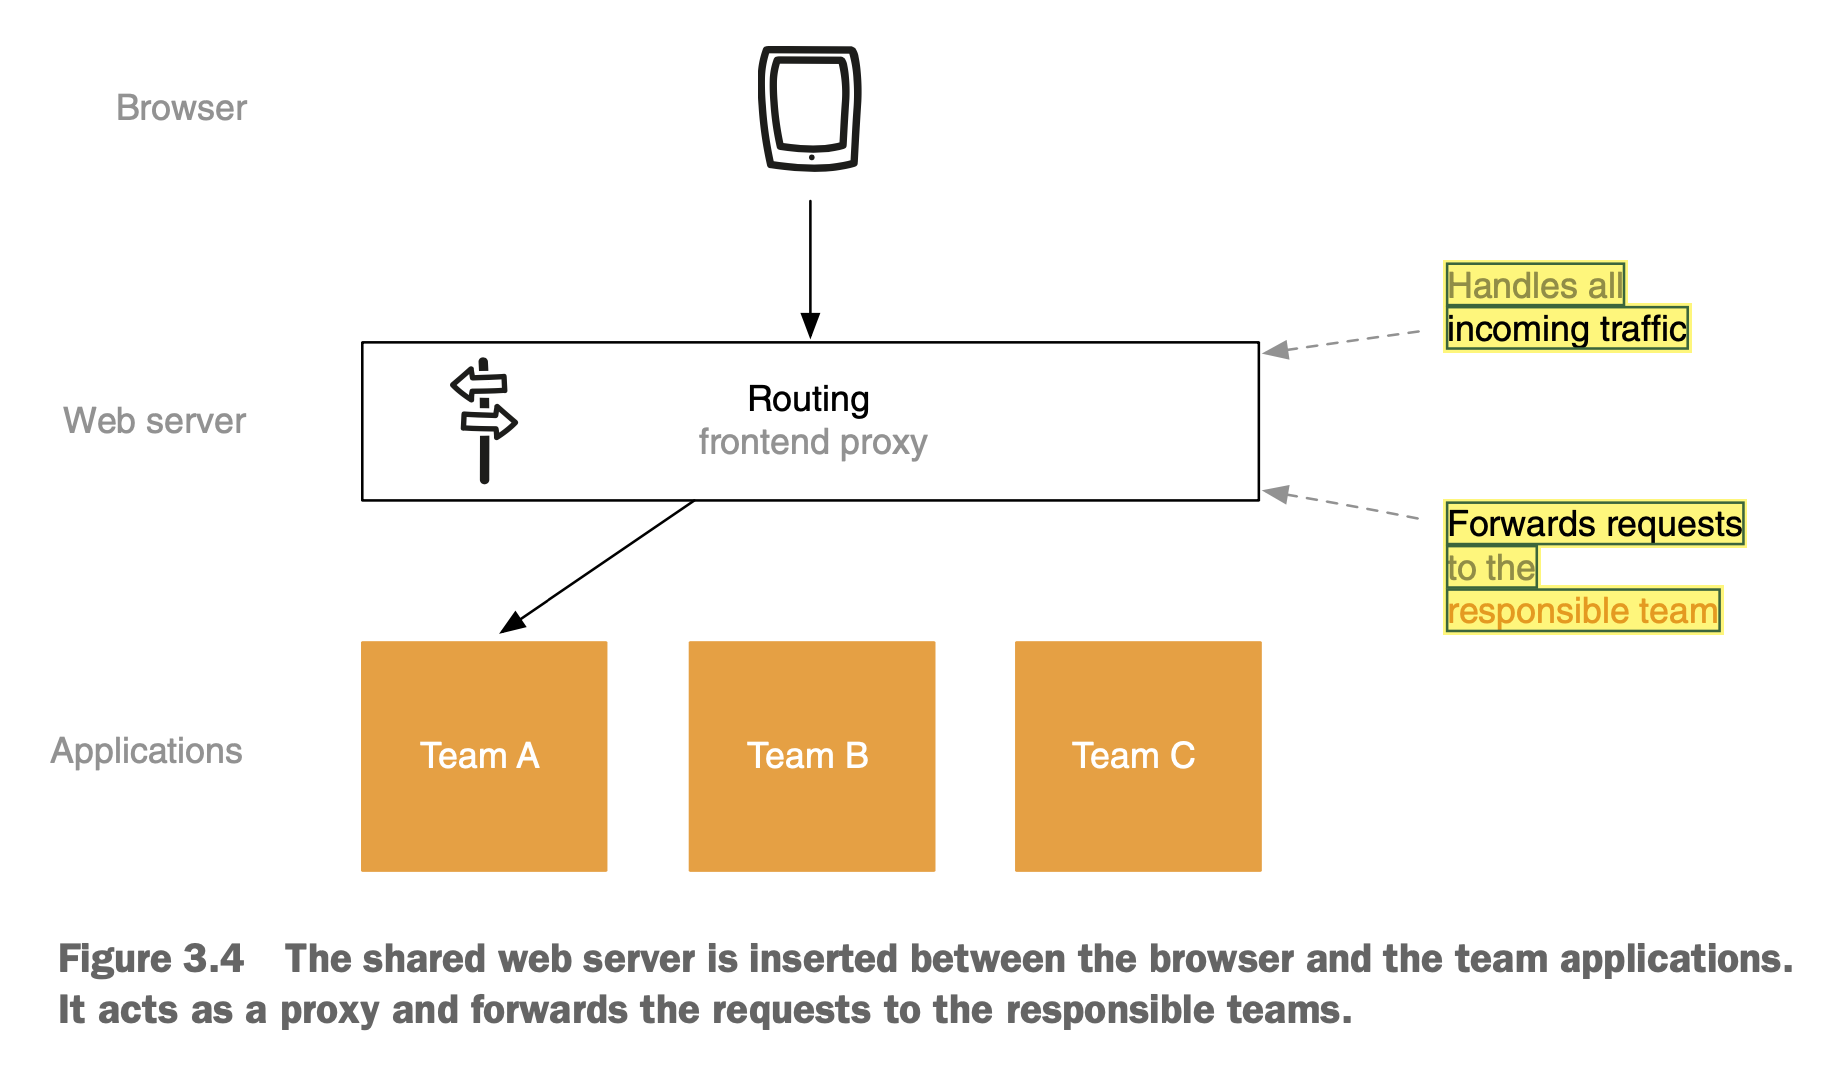 Browser
Handles all
incoming traffic
Web server
Routing
frontend proxy
Forwards requests
to the
responsible team
Applications
Team A
Team B
Team C
Figure 3.4 The shared web server is inserted between the browser and the team applications.
It acts as a proxy and forwards the requests to the responsible teams.